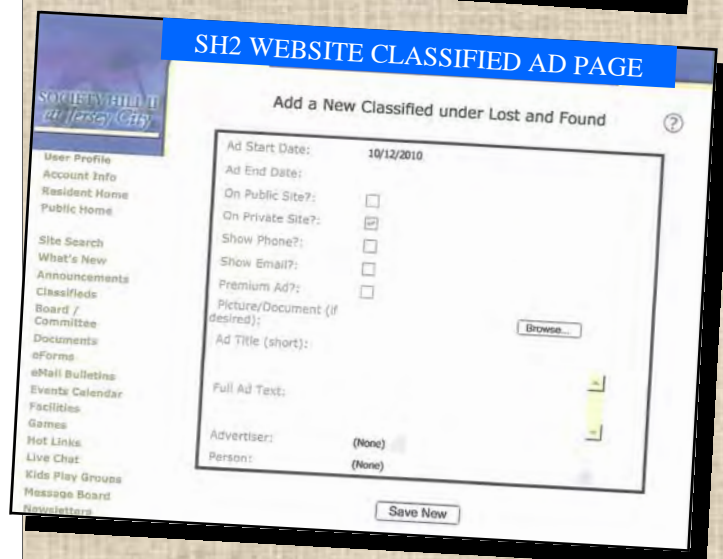 SH2 WEBSITE CLASSIFIED AD PAGE
SOCIETY HILL II
at Jersey City
Add a New Classified under Lost and Found
?
User Profile
Account Info
Resident Home
Public Home
Site Search
What's New
Announcements
Classifieds
Board /
Committee
Documents
eForms
eMail Bulletins
Events Calendar
Facilities
Games
Hot Links
Live Chat
Kids Play Groups
Message Board
Newsletters
Ad Start Date: 10/12/2010
Ad End Date:
On Public Site?:
On Private Site?:
Show Phone?:
Show Email?:
Premium Ad?:
Picture/Document (if
desired): Browse...
Ad Title (short):
Full Ad Text:
Advertiser: (None)
Person: (None)
Save New